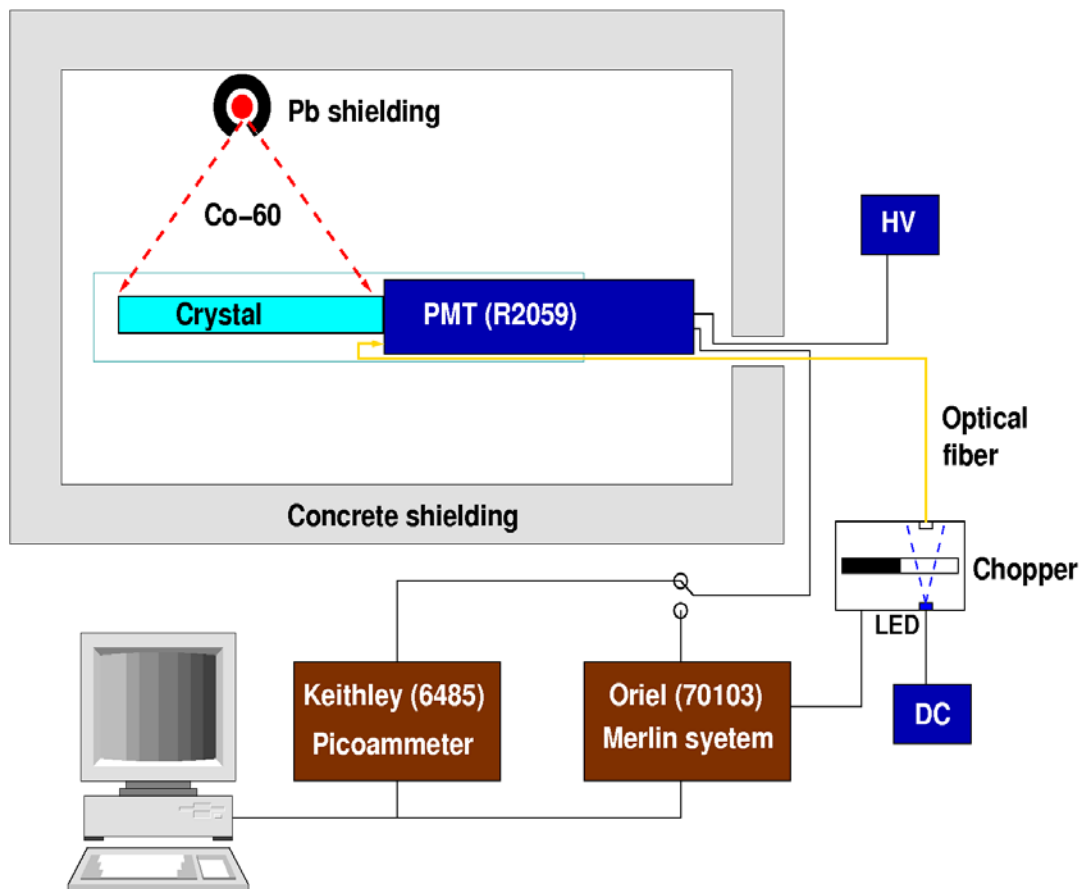 Pb shielding
Co-60
HV
Crystal
PMT (R2059)
Optical
fiber
Concrete shielding
Chopper
LED
Keithley (6485)
Picoammeter
Oriel (70103)
Merlin syetem
DC